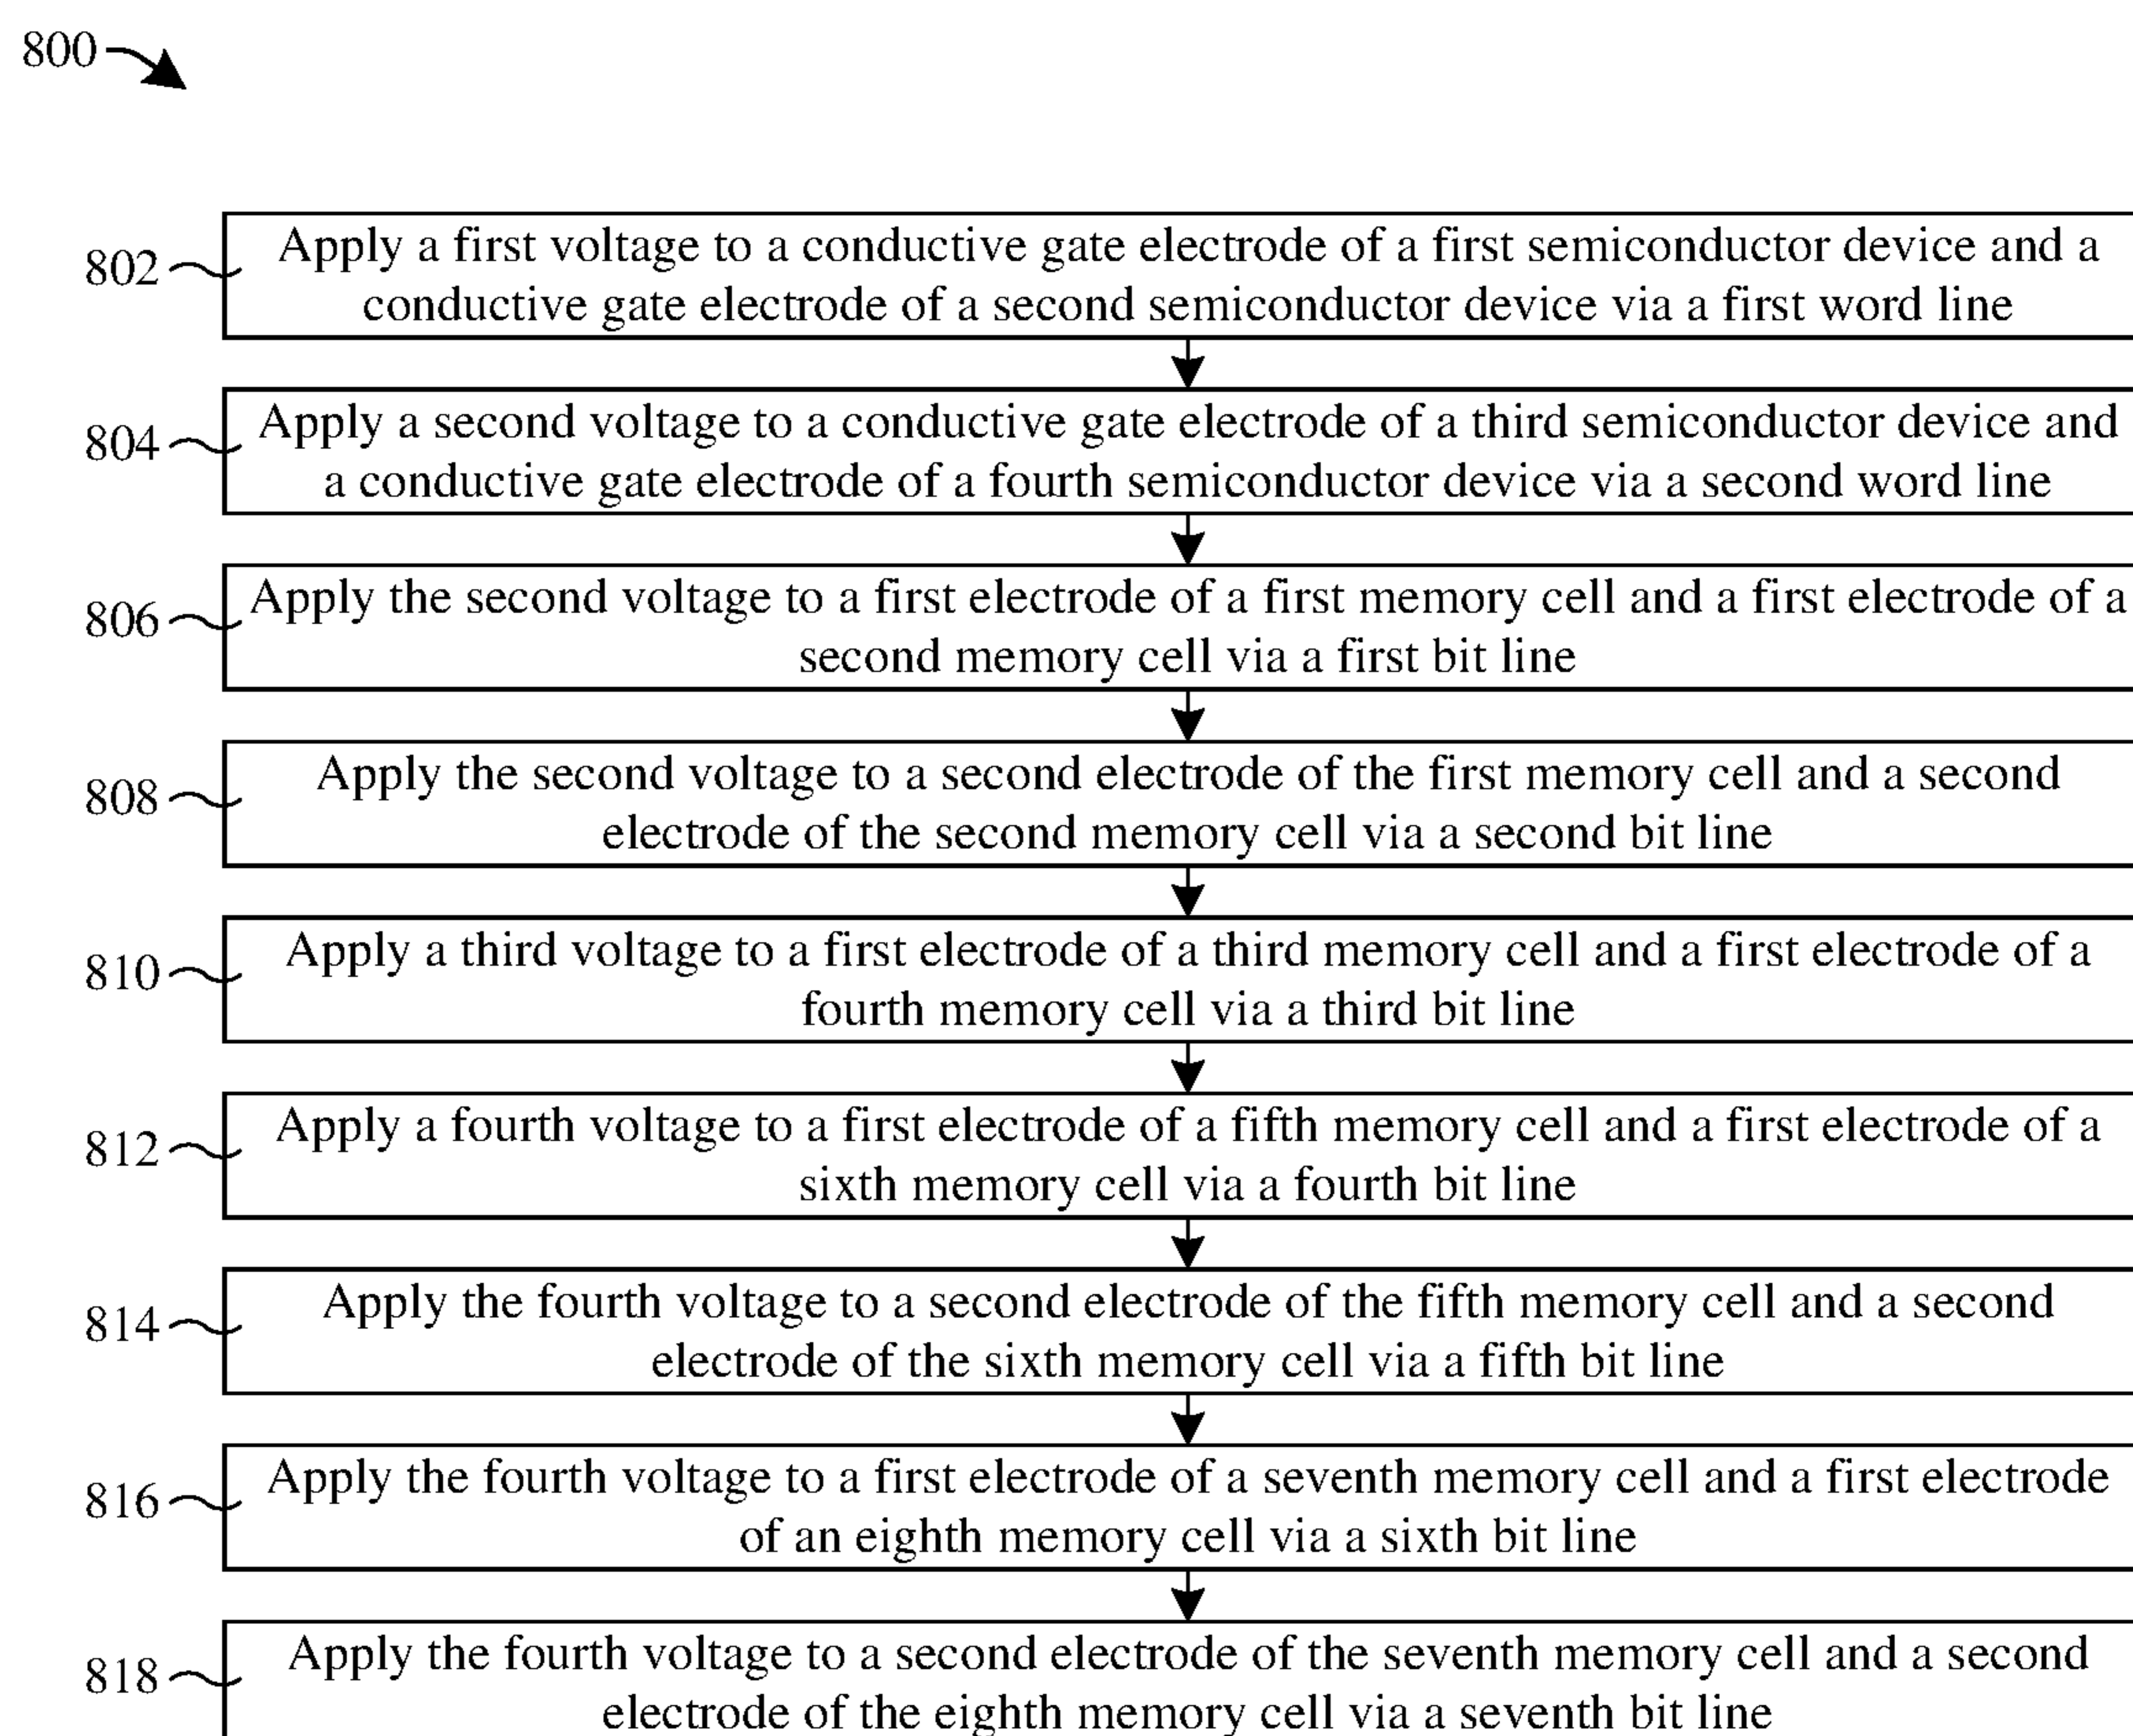 800
802
Apply a first voltage to a conductive gate electrode of a first semiconductor device and a
conductive gate electrode of a second semiconductor device via a first word line
804
Apply a second voltage to a conductive gate electrode of a third semiconductor device and
a conductive gate electrode of a fourth semiconductor device via a second word line
806
Apply the second voltage to a first electrode of a first memory cell and a first electrode of a
second memory cell via a first bit line
808
Apply the second voltage to a second electrode of the first memory cell and a second
electrode of the second memory cell via a second bit line
810
Apply a third voltage to a first electrode of a third memory cell and a first electrode of a
fourth memory cell via a third bit line
812
Apply a fourth voltage to a first electrode of a fifth memory cell and a first electrode of a
sixth memory cell via a fourth bit line
814
Apply the fourth voltage to a second electrode of the fifth memory cell and a second
electrode of the sixth memory cell via a fifth bit line
816
Apply the fourth voltage to a first electrode of a seventh memory cell and a first electrode
of an eighth memory cell via a sixth bit line
818
Apply the fourth voltage to a second electrode of the seventh memory cell and a second
electrode of the eighth memory cell via a seventh bit line